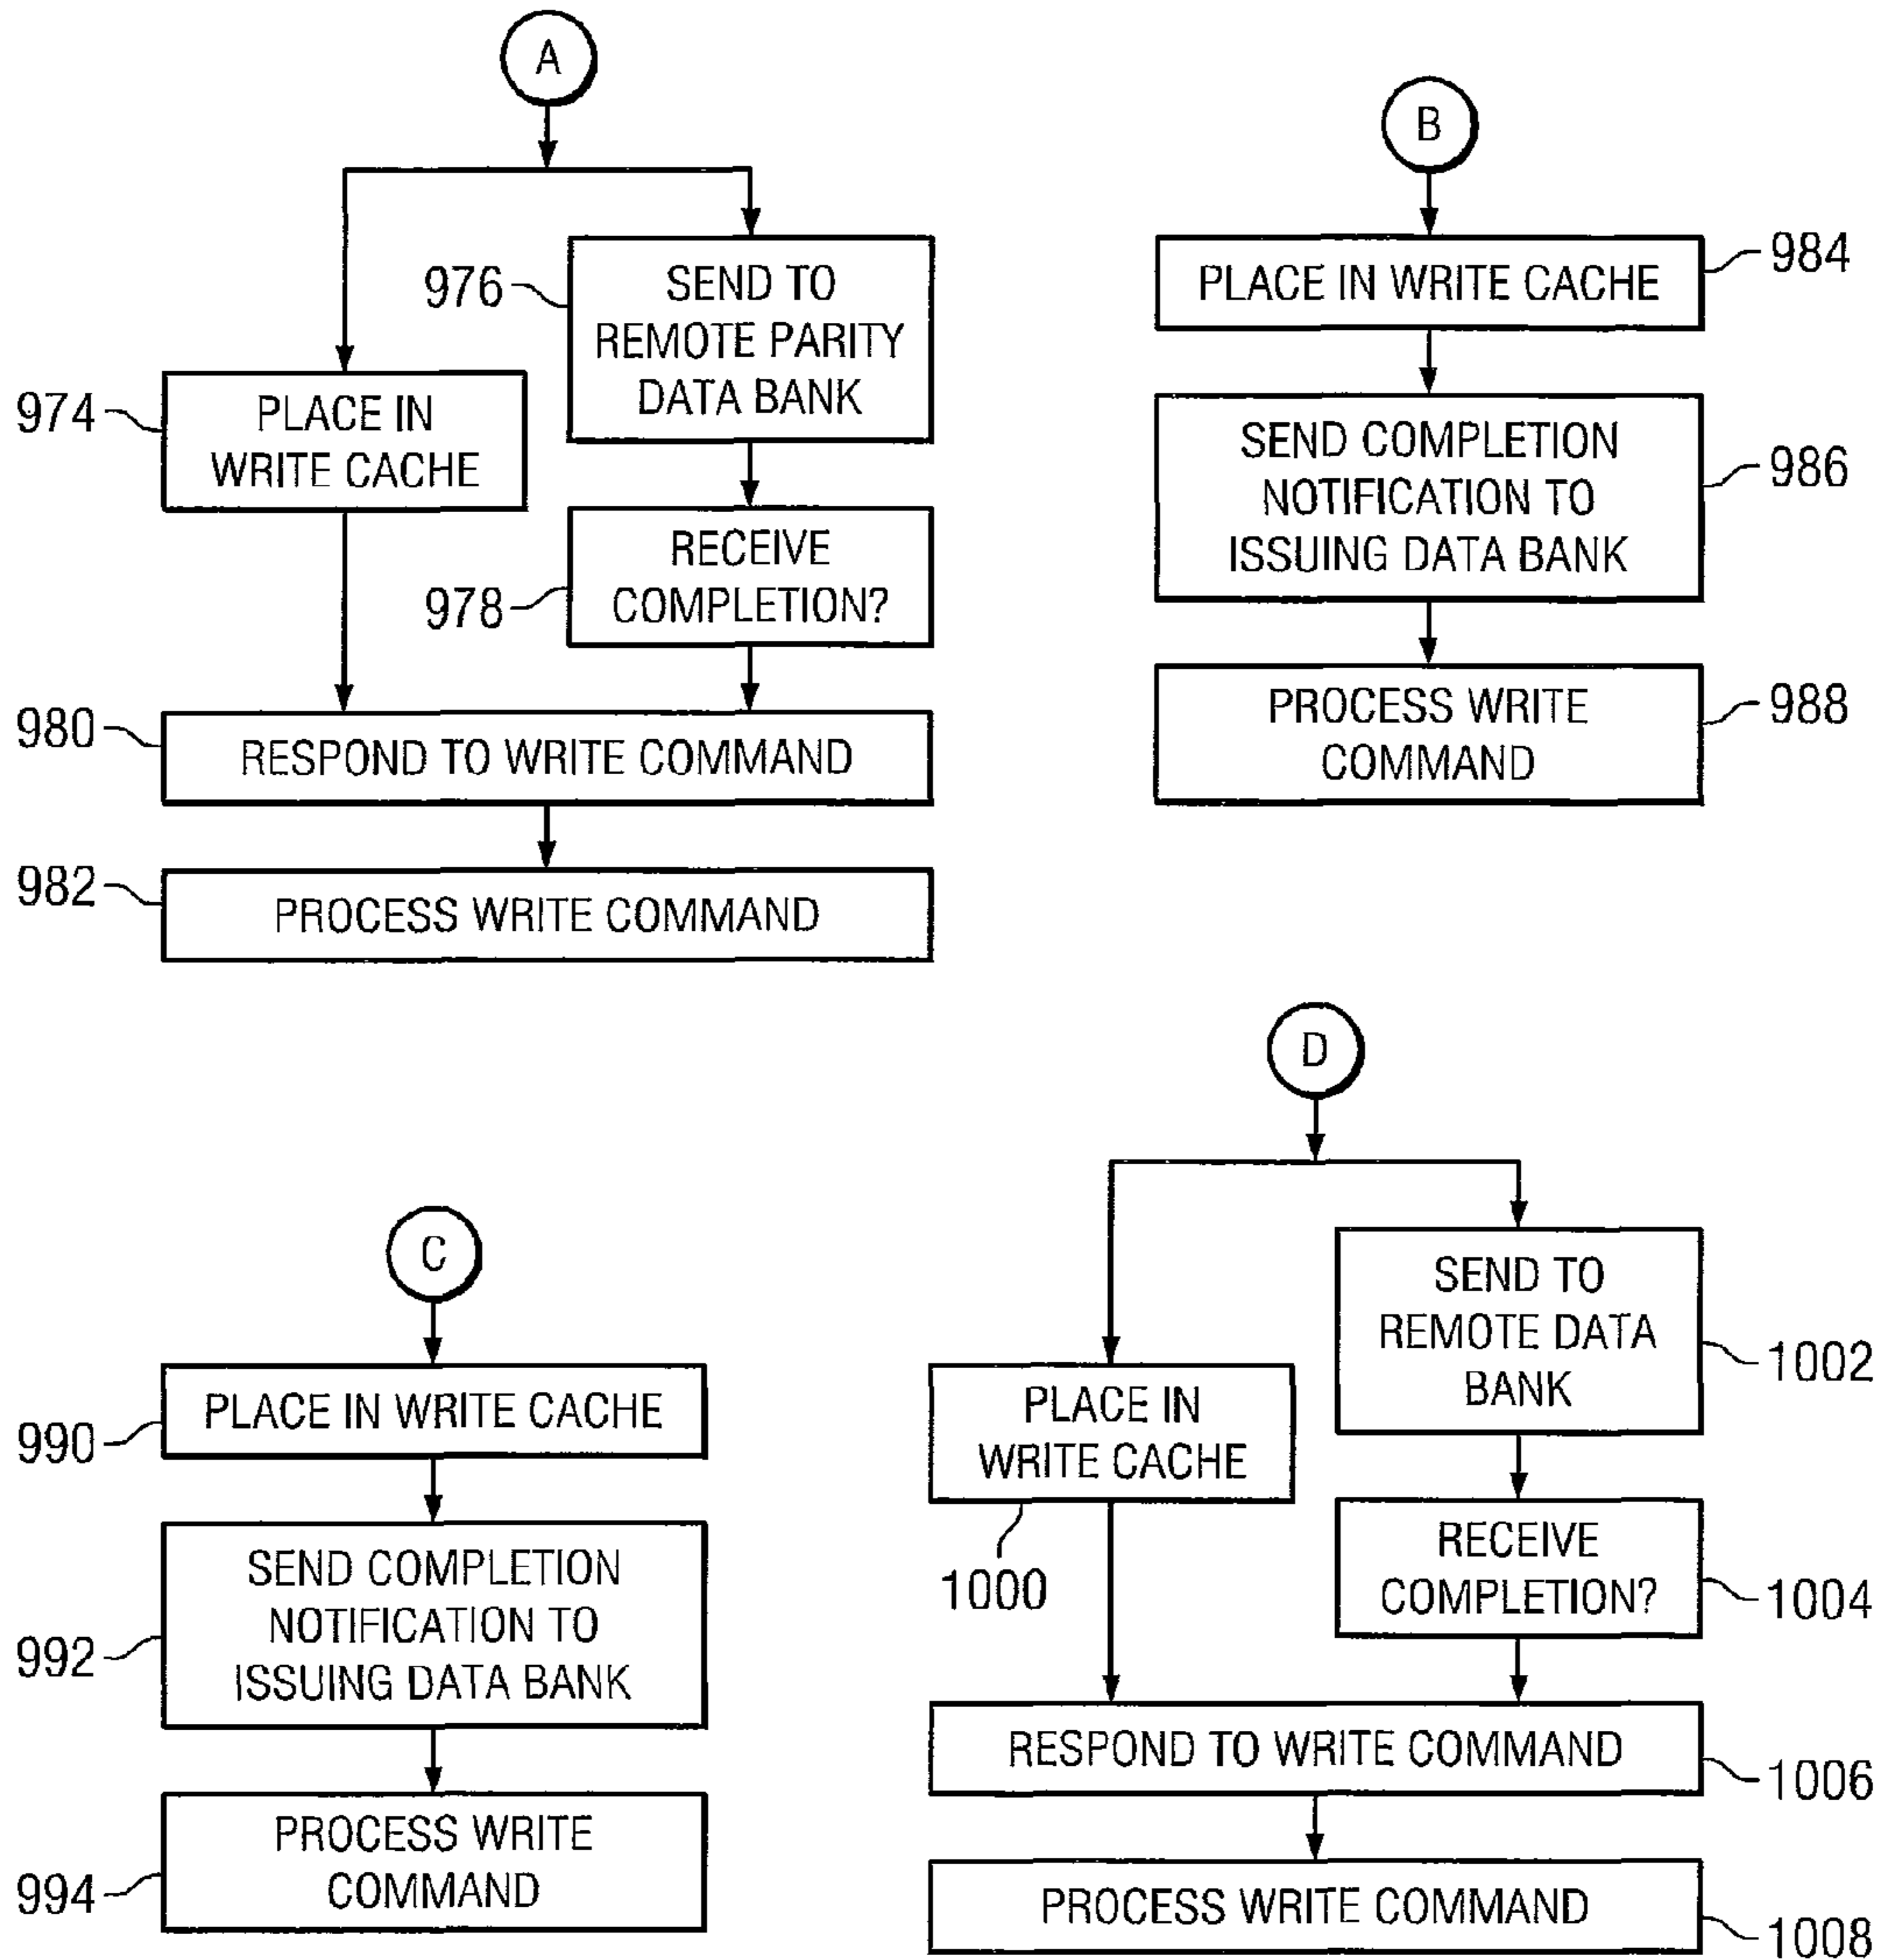 A
976
SEND TO
REMOTE PARITY
DATA BANK
974
PLACE IN
WRITE CACHE
978
RECEIVE
COMPLETION?
980
RESPOND TO WRITE COMMAND
982
PROCESS WRITE COMMAND
B
PLACE IN WRITE CACHE
984
SEND COMPLETION
NOTIFICATION TO
ISSUING DATA BANK
986
PROCESS WRITE
COMMAND
988
C
990
PLACE IN WRITE CACHE
992
SEND COMPLETION
NOTIFICATION TO
ISSUING DATA BANK
994
PROCESS WRITE
COMMAND
D
SEND TO
REMOTE DATA
BANK
1002
PLACE IN
WRITE CACHE
1000
RECEIVE
COMPLETION?
1004
RESPOND TO WRITE COMMAND
1006
PROCESS WRITE COMMAND
1008